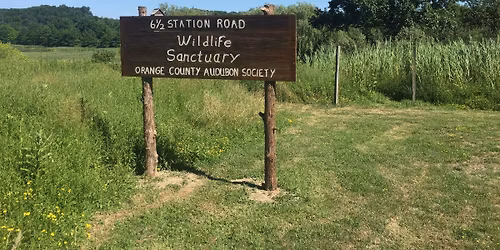 6½ STATION ROAD
Wildlife
Sanctuary
ORANGE COUNTY AUDUBON SOCIETY